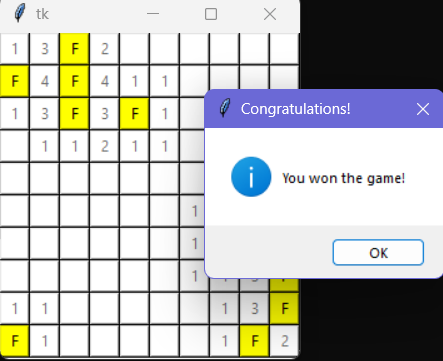 tk
1 3 F 2
F 4 F 4 1 1
Congratulations!
1 3 F 3 F 1
1 1 2 1 1 1
You won the game!
1
1
OK
1
1 1 1 3 F
F 1 1 F 2